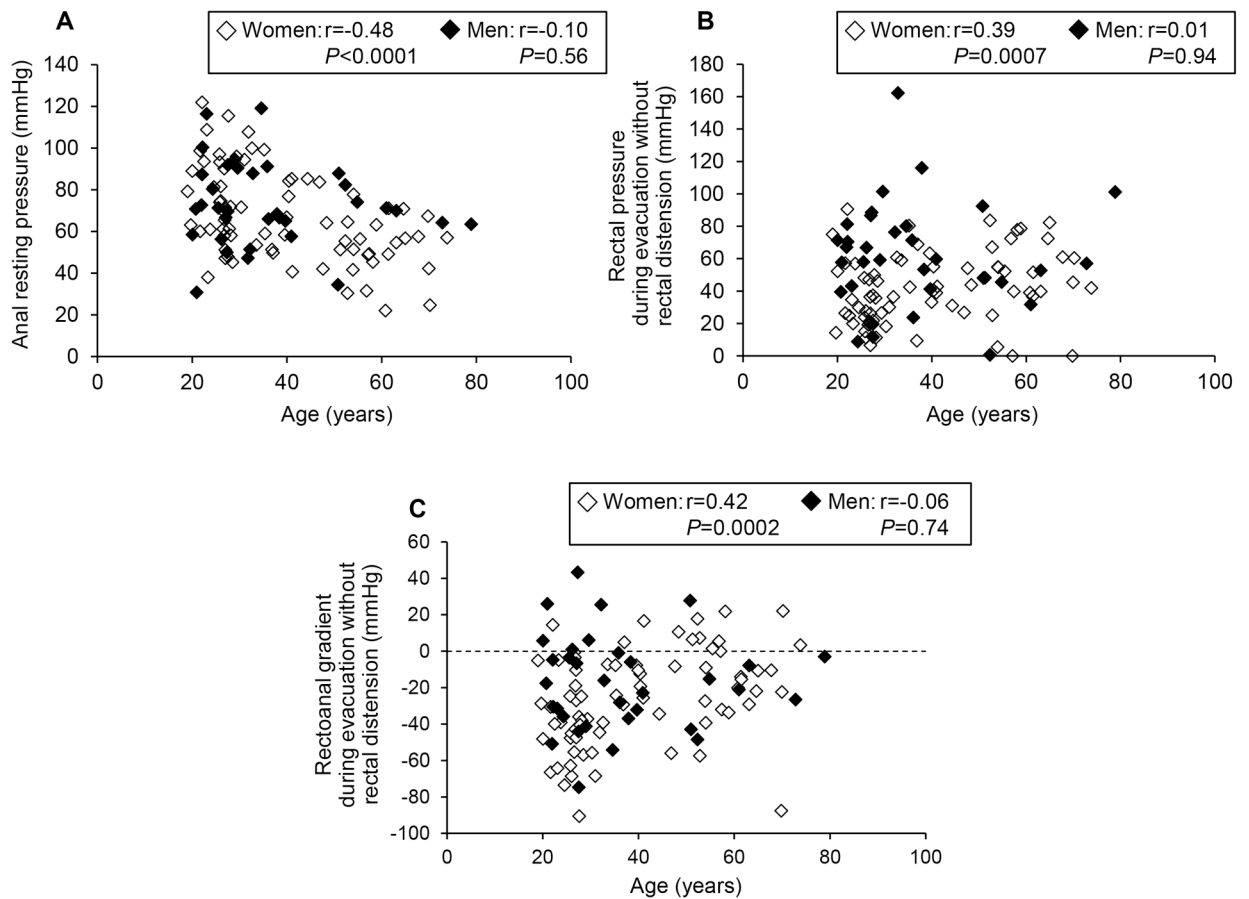 A
Women: r=-0.48 Men: r=-0.10
P<0.0001 P=0.56
Anal resting pressure (mmHg)
140
120
100
80
60
40
20
0
0 20 40 60 80 100
Age (years)
B
Women: r=0.39 Men: r=0.01
P=0.0007 P=0.94
Rectal pressure
during evacuation without
rectal distension (mmHg)
180
160
140
120
100
80
60
40
20
0
0 20 40 60 80 100
Age (years)
C
Women: r=0.42 Men: r=-0.06
P=0.0002 P=0.74
Rectoanal gradient
during evacuation without
rectal distension (mmHg)
60
40
20
0
-20
-40
-60
-80
-100
0 20 40 60 80 100
Age (years)